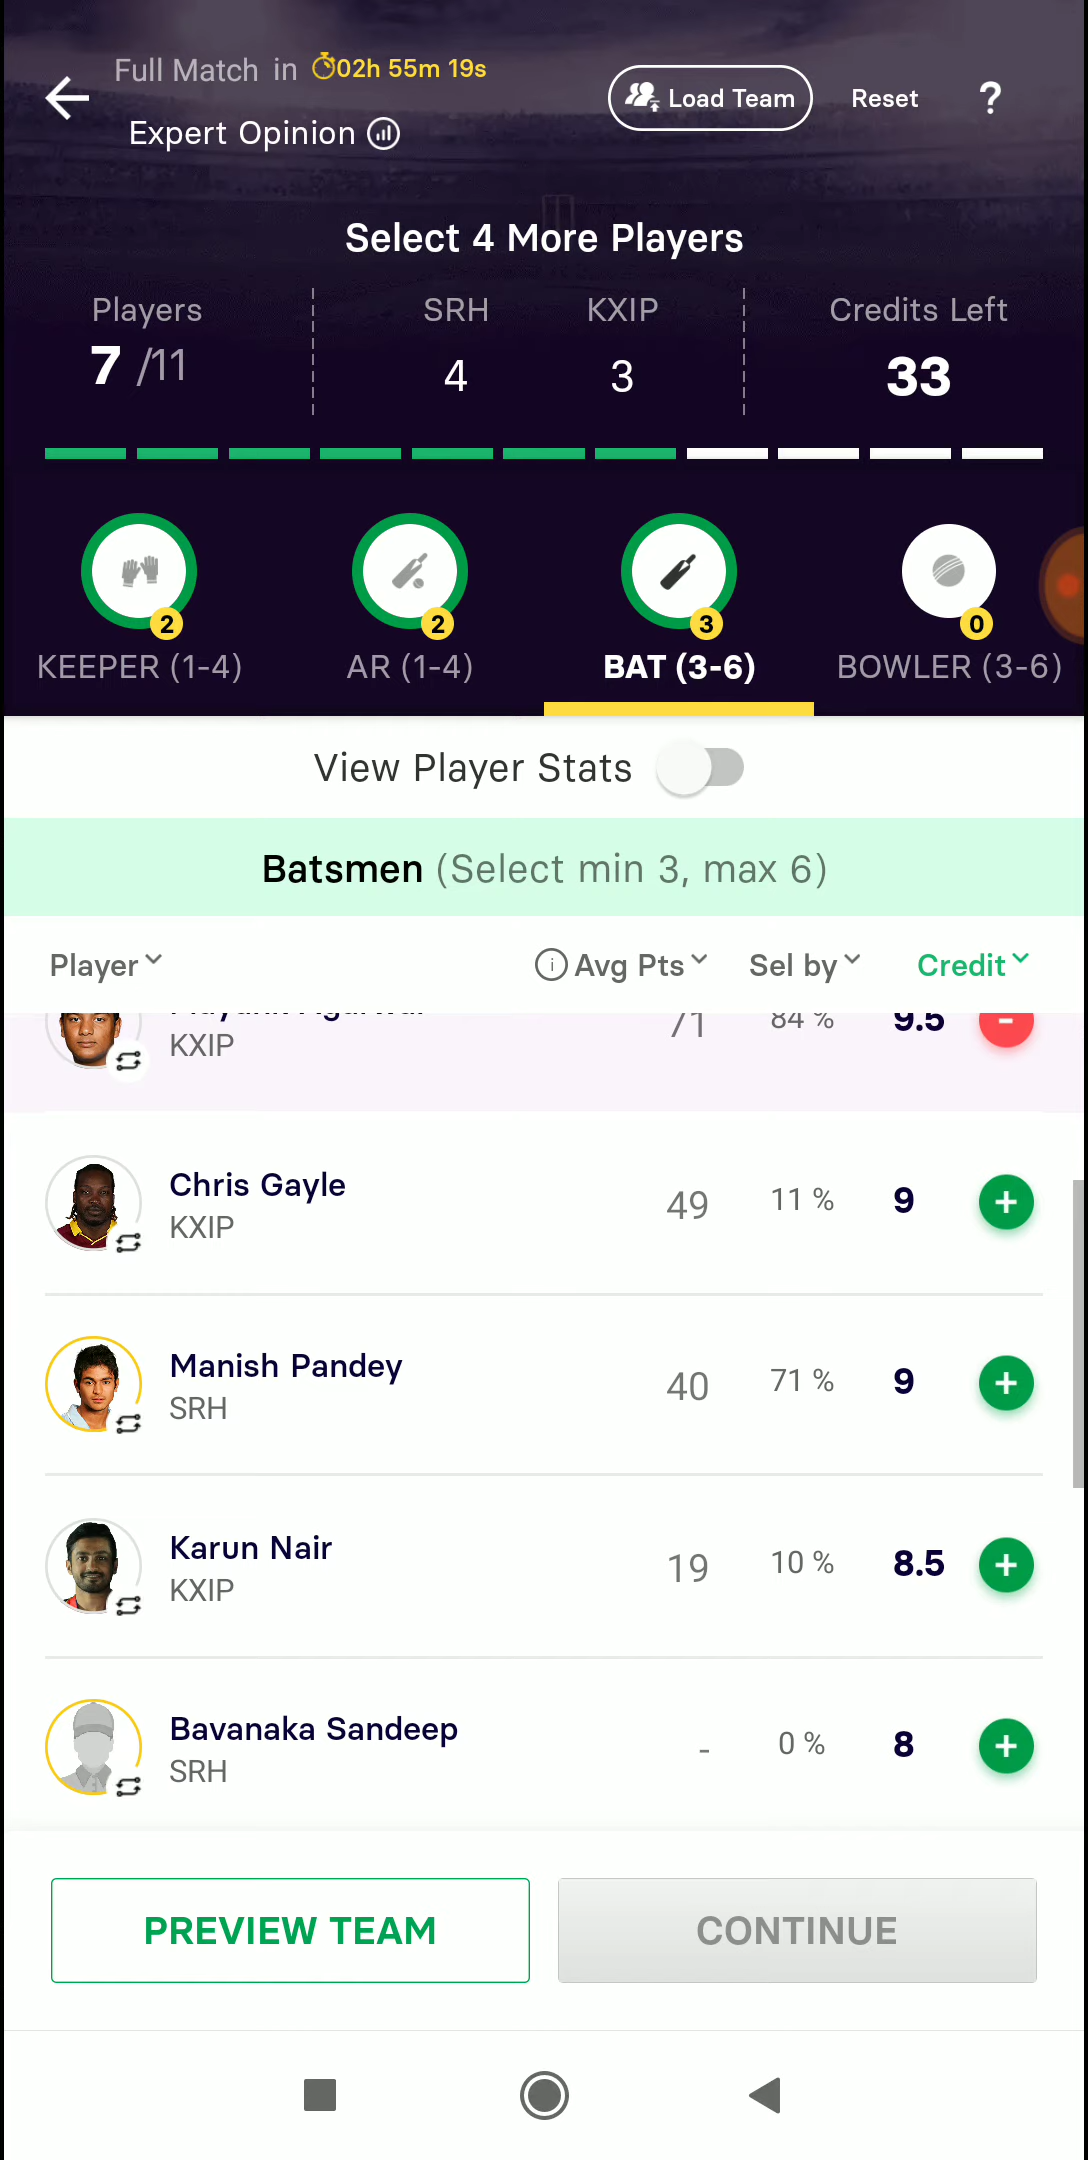 Full Match in 02h 55m 19s
Expert Opinion
Load Team
Reset
?
Select 4 More Players
Players SRH KXIP Credits Left
7 /11 4 3 33
2 2 3 0
KEEPER (1-4) AR (1-4) BAT (3-6) BOWLER (3-6)
View Player Stats
Batsmen (Select min 3, max 6)
Player Avg Pts Sel by Credit
Mayank Agarwal 71 84 % 9.5
KXIP
Chris Gayle 49 11 % 9
KXIP
Manish Pandey 40 71 % 9
SRH
Karun Nair 19 10 % 8.5
KXIP
Bavanaka Sandeep - 0 % 8
SRH
PREVIEW TEAM CONTINUE